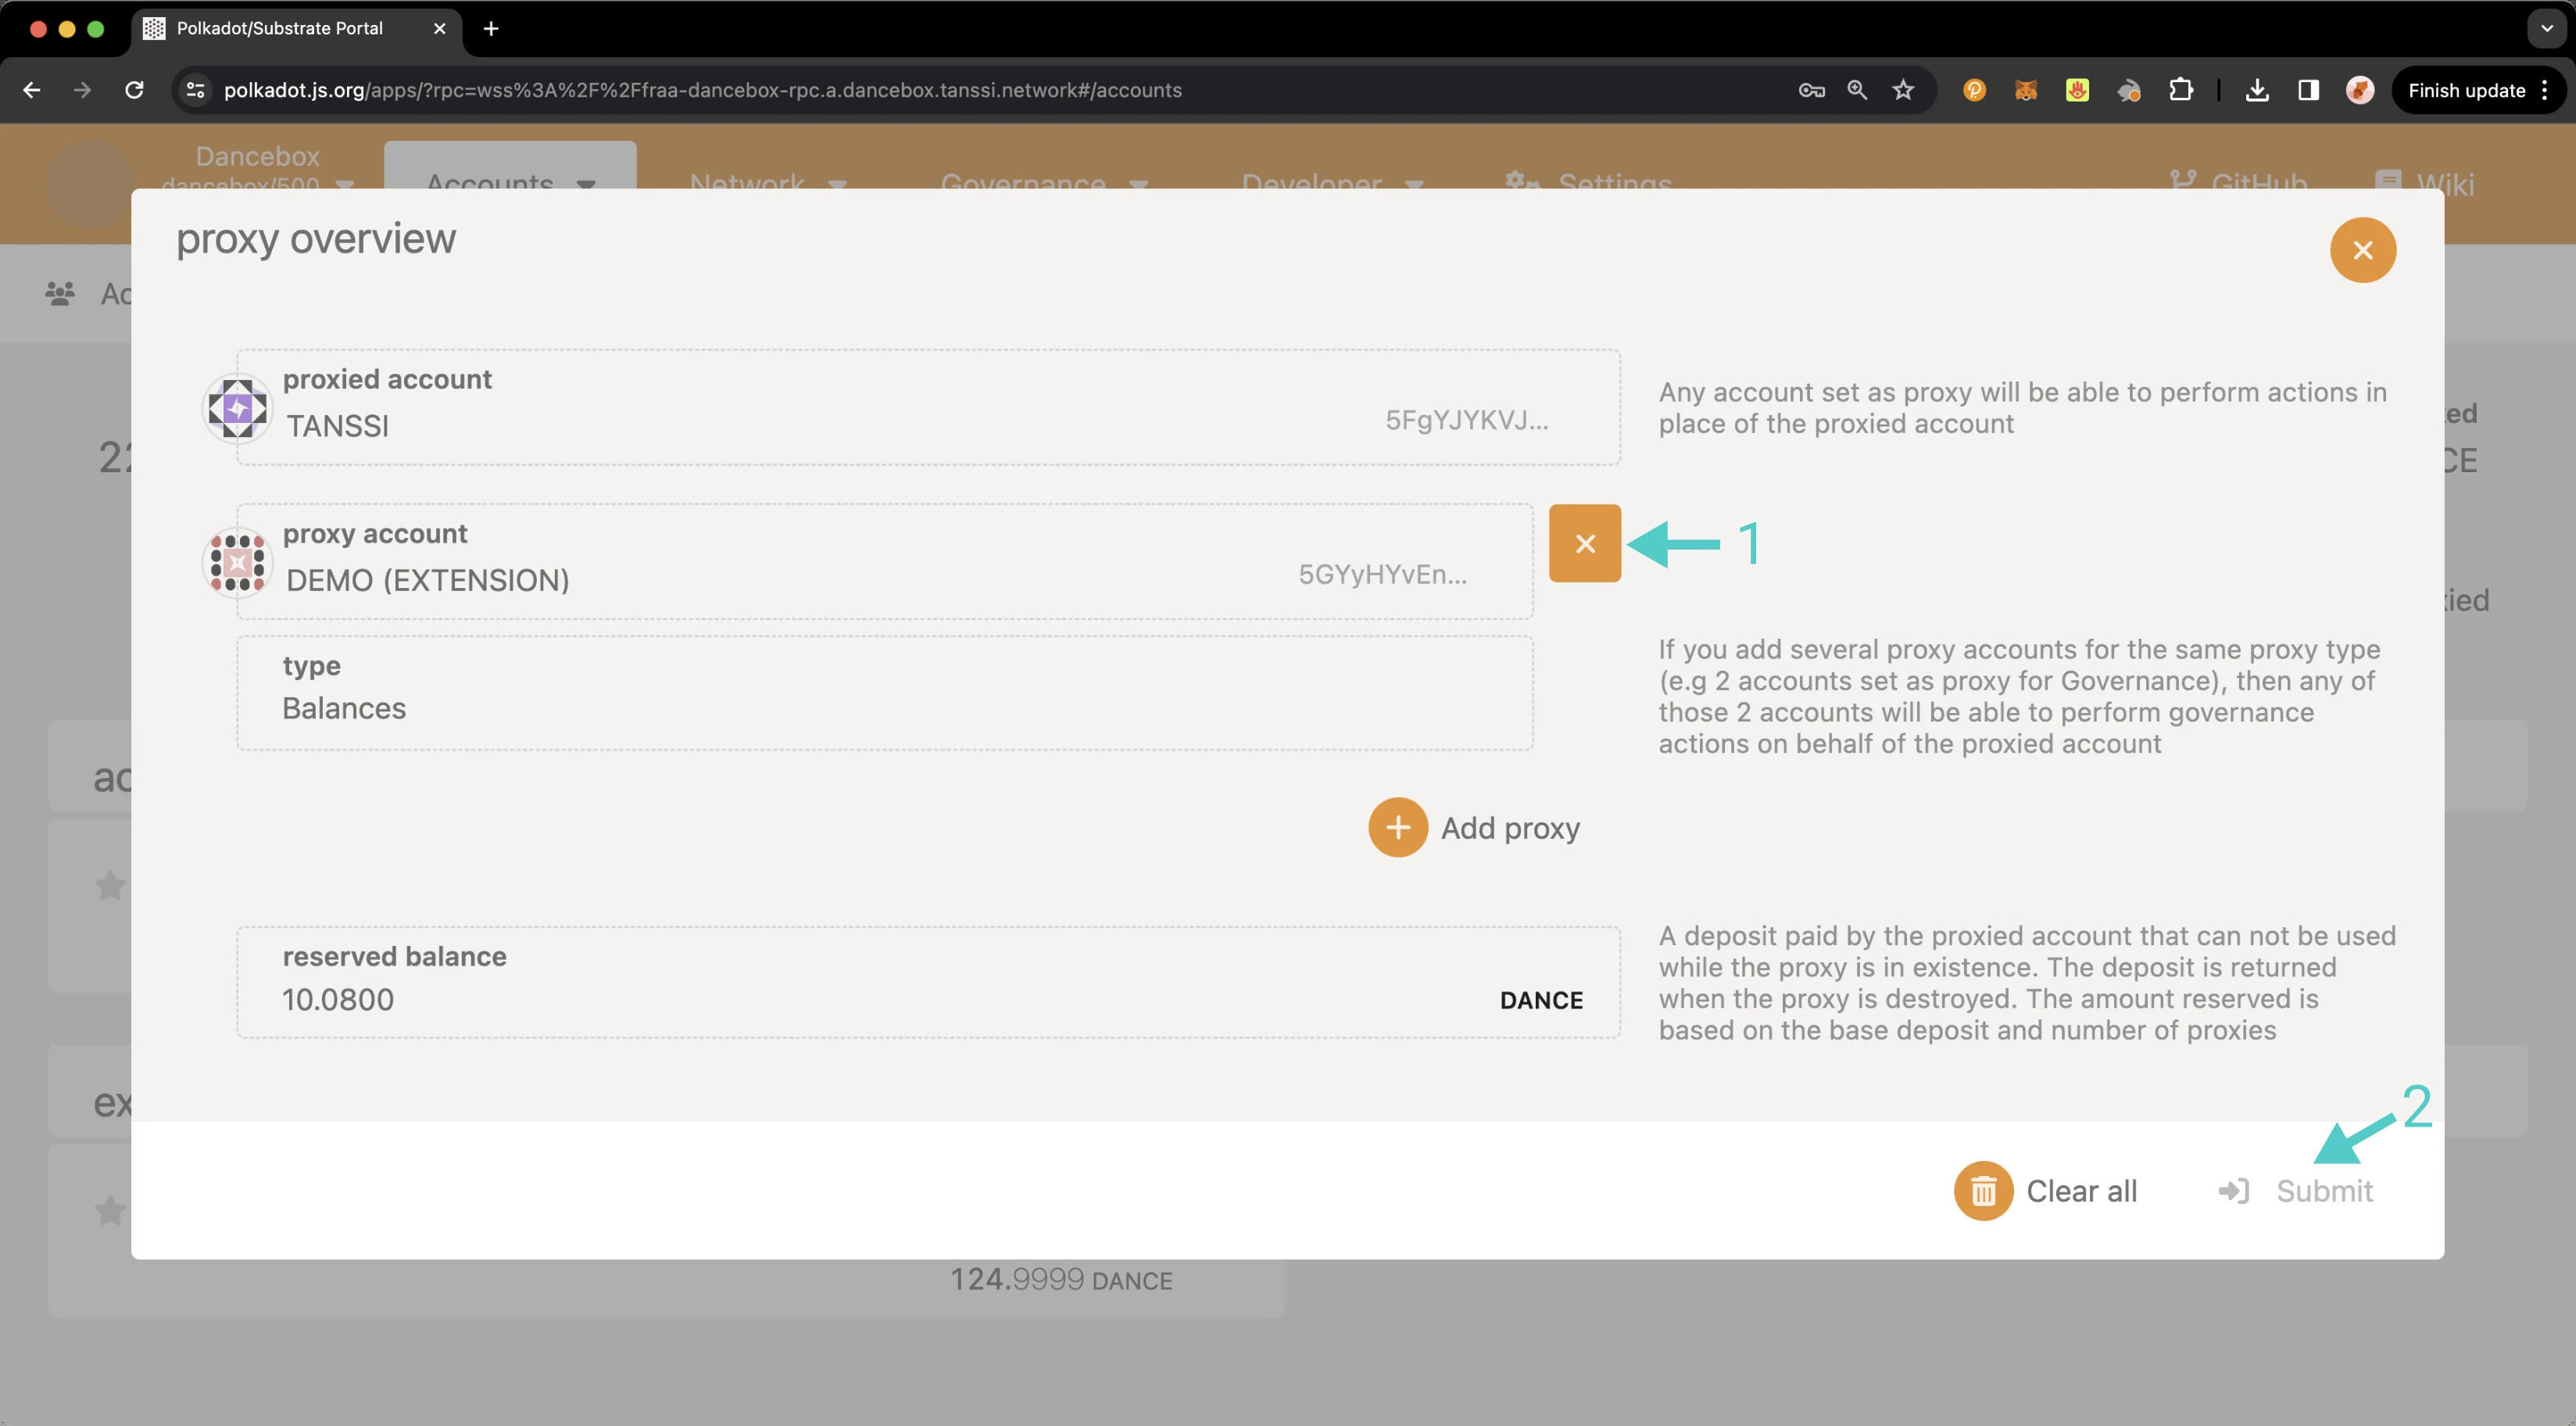 Polkadot/Substrate Portal
polkadot.js.org/apps/?rpc=wss%3A%2F%2Ffraa-dancebox-rpc.a.dancebox.tanssi.network#/accounts
Finish update
Dancebox
dancebox/500
Accounts
Network
Governance
Developer
Settings
GitHub
Wiki
proxy overview
proxied account
TANSSI
5FgYJYKVJ...
Any account set as proxy will be able to perform actions in
place of the proxied account
proxy account
DEMO (EXTENSION)
5GYyHYvEn...
1
type
Balances
If you add several proxy accounts for the same proxy type
(e.g 2 accounts set as proxy for Governance), then any of
those 2 accounts will be able to perform governance
actions on behalf of the proxied account
Add proxy
reserved balance
10.0800
DANCE
A deposit paid by the proxied account that can not be used
while the proxy is in existence. The deposit is returned
when the proxy is destroyed. The amount reserved is
based on the base deposit and number of proxies
2
Clear all
Submit
124.9999 DANCE